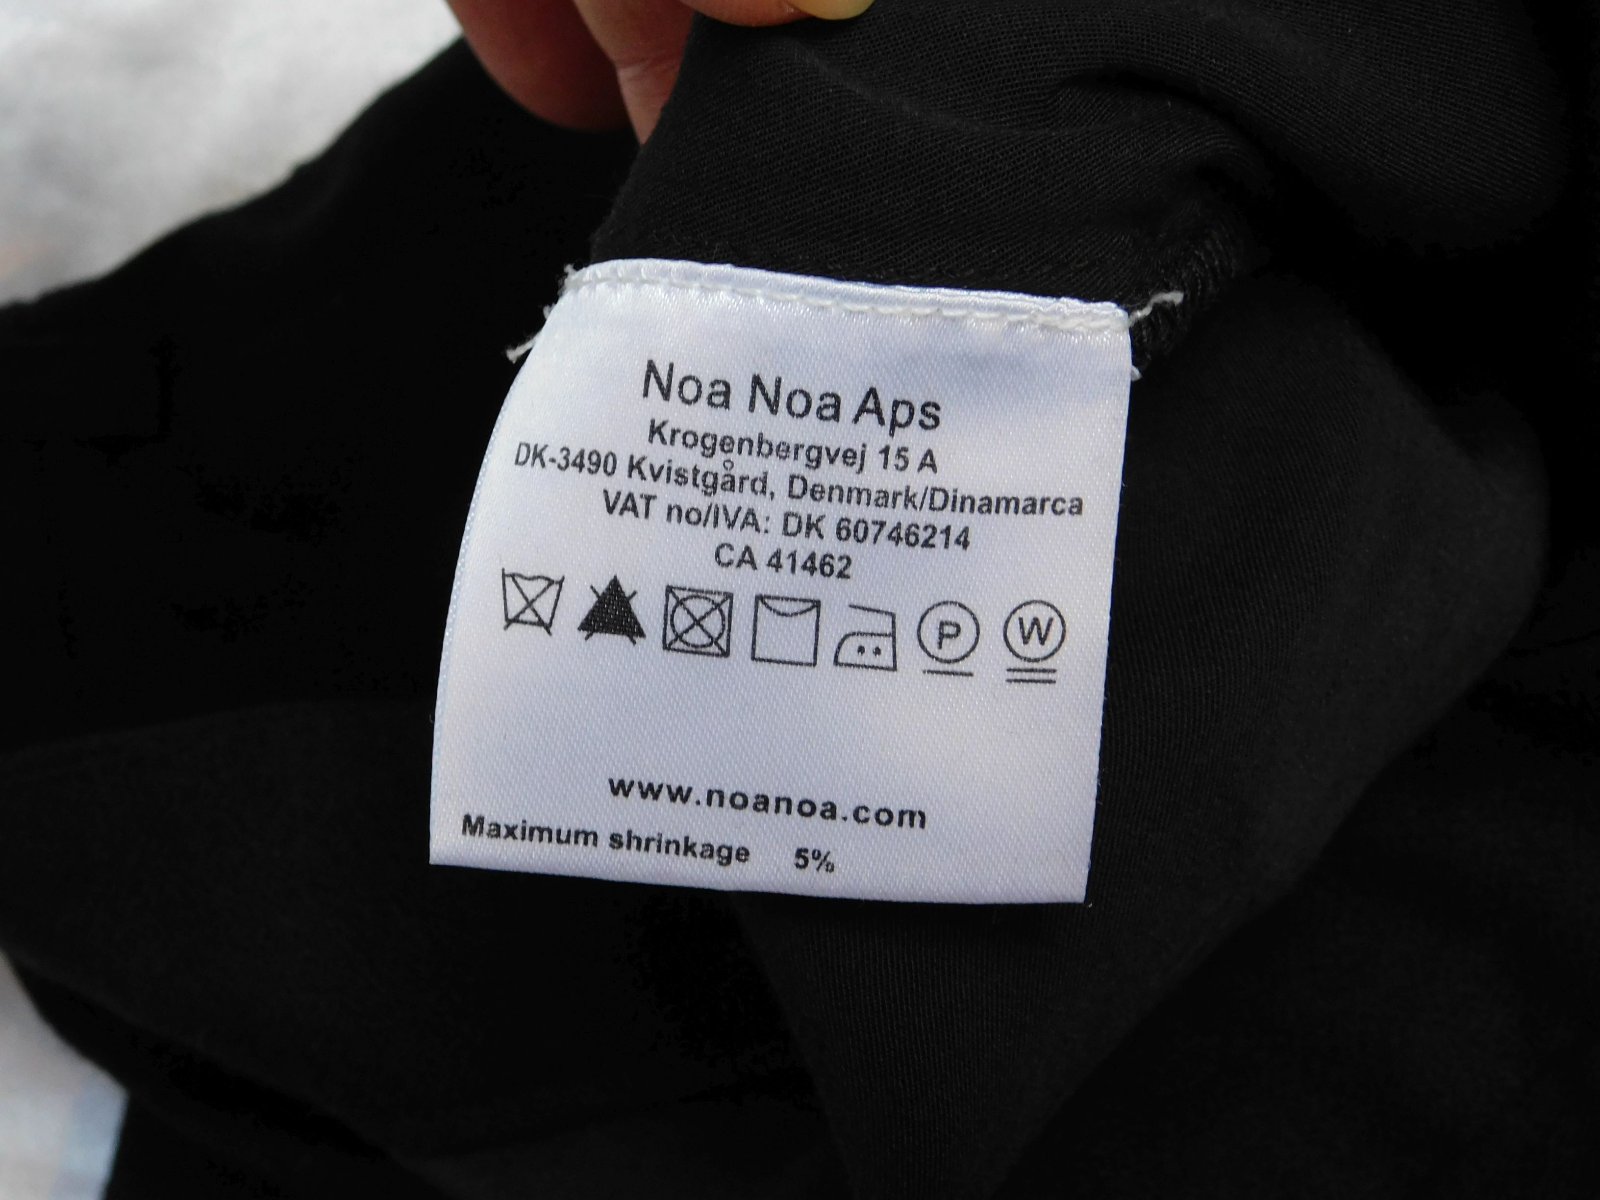 Noa Noa Aps
Krogenbergvej 15 A
DK-3490 Kvistgård, Denmark/Dinamarca
VAT no/IVA: DK 60746214
CA 41462
P W
www.noanoa.com
Maximum shrinkage 5%